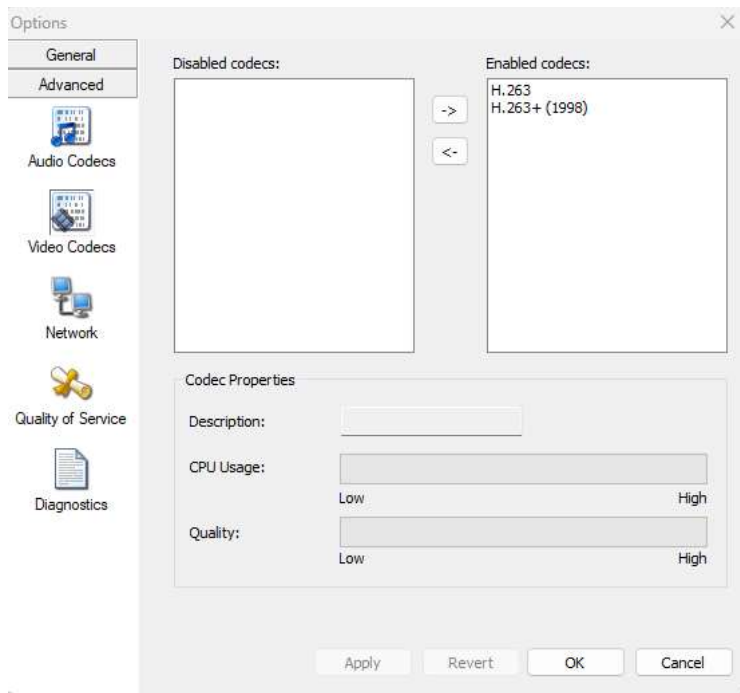 Options
General
Advanced
Audio Codecs
Video Codecs
Network
Quality of Service
Diagnostics
Disabled codecs:
->
<-
Enabled codecs:
H.263
H.263+ (1998)
Codec Properties
Description:
CPU Usage:
Low High
Quality:
Low High
Apply Revert OK Cancel